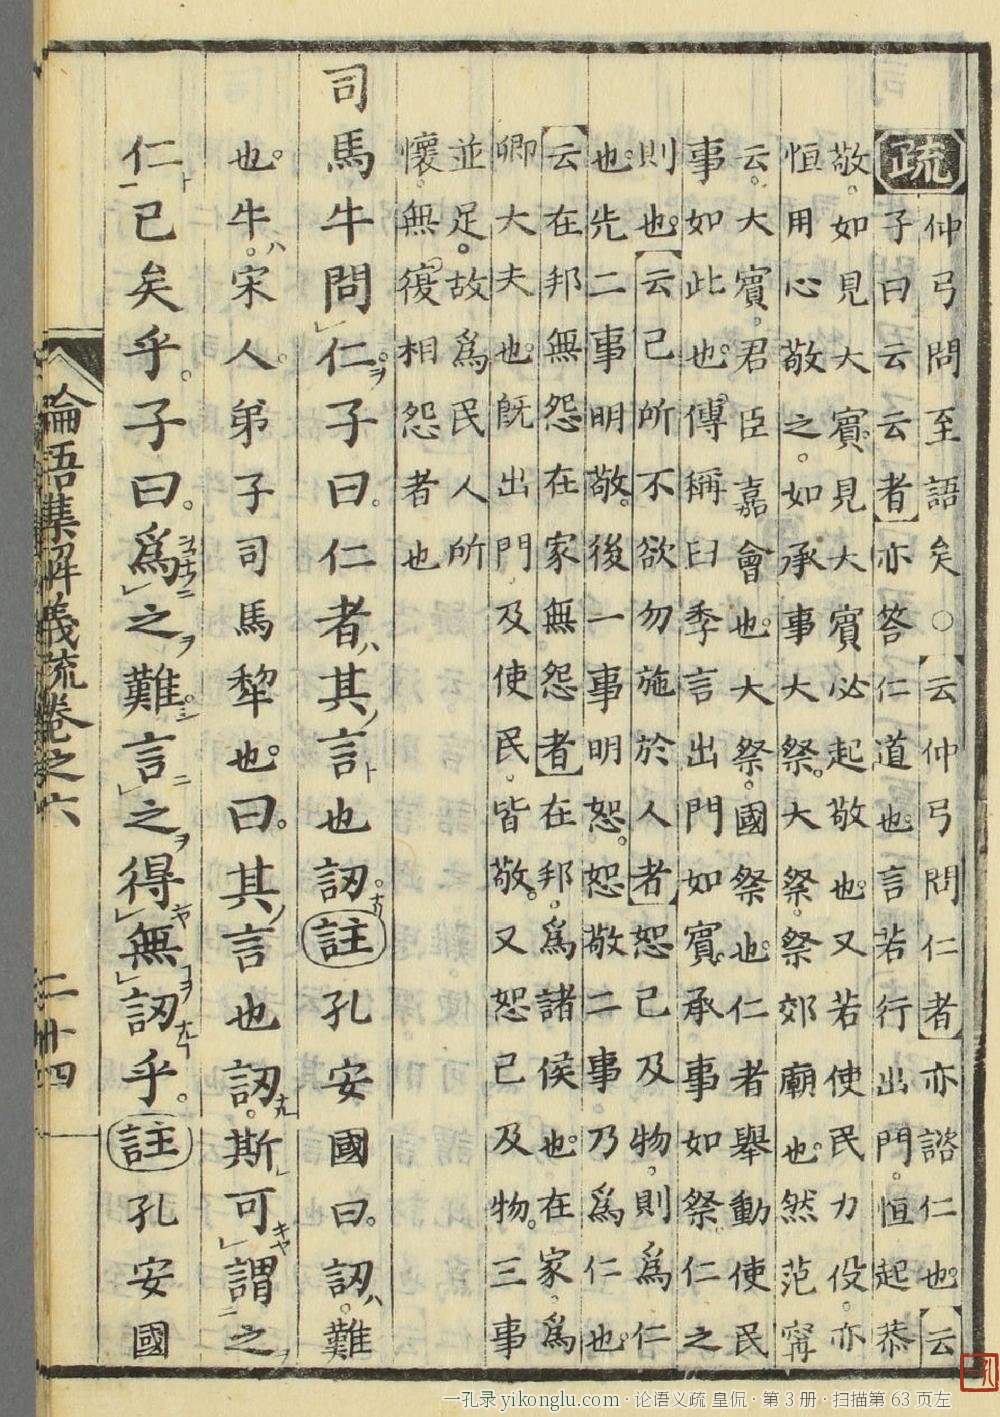 疏
仲弓問至語矣○云仲弓問仁者亦諮仁也云
子曰云云者亦答仁道也言若行出門恒起恭
敬如見大賓見大賓必起敬也又若使民力役亦
恒用心敬之如承事大祭大祭祭郊廟也然范甯
云大賓君臣嘉會也大祭國祭也仁者舉動使民
事如此也傳稱臼季言出門如賓承事如祭仁之
則也云己所不欲勿施於人者恕己及物則爲仁
也先二事明敬後一事明恕恕敬二事乃爲仁也
云在邦無怨在家無怨者在邦爲諸侯也在家爲
卿大夫也旣出門及使民皆敬又恕己及物三事
並足故爲民人所
懷無復相怨者也
司馬牛問仁子曰仁者其言也訒註孔安國曰訒難
也牛宋人弟子司馬犂也曰其言也訒斯可謂之
仁已矣乎子曰爲之難言之得無訒乎註孔安國
論語集解義疏卷之六
二卅四
一孔
一孔录 yikonglu.com · 论语义疏 皇侃 · 第 3 册 · 扫描第 63 页左